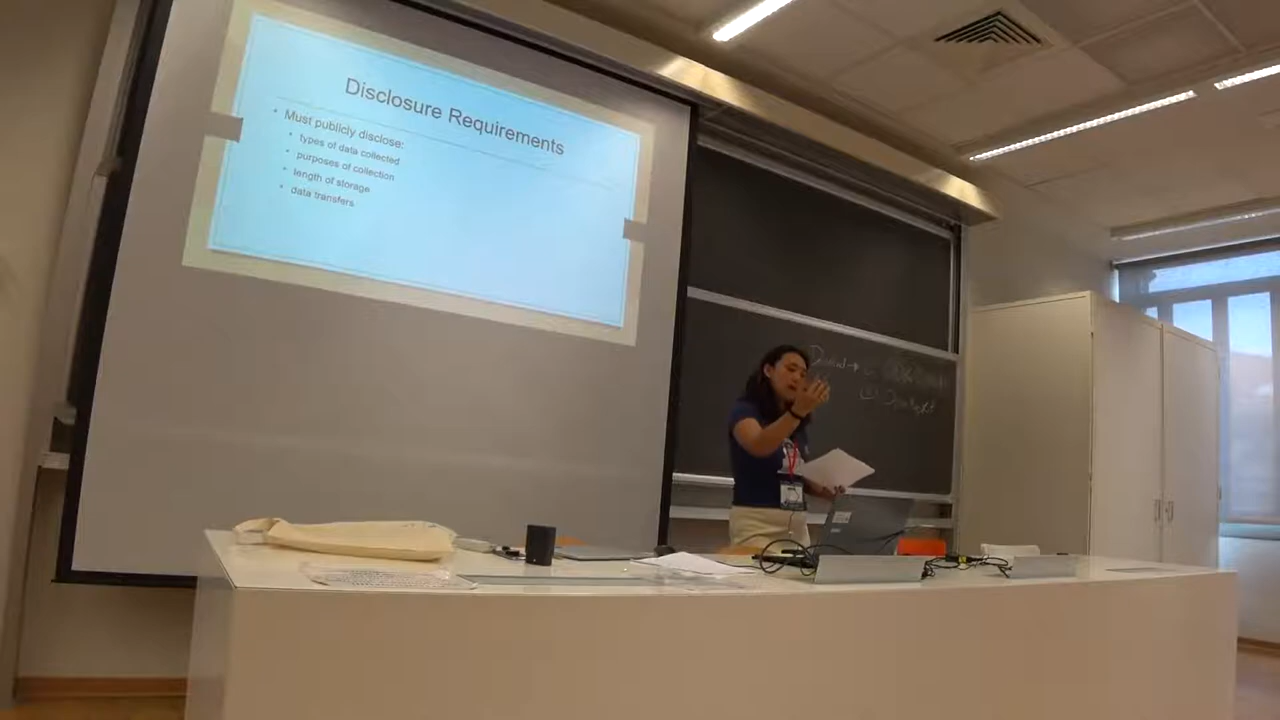 Disclosure Requirements
• Must publicly disclose:
• types of data collected
• purposes of collection
• length of storage
• data transfers